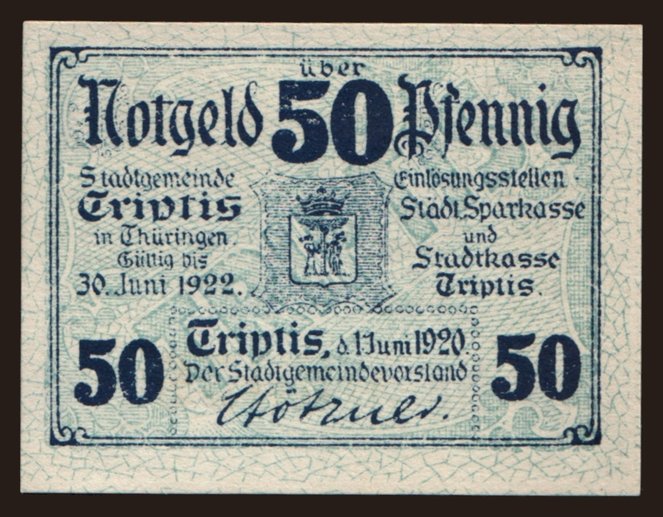 über
Notgeld 50 Pfennig
Stadtgemeinde
Triptis
in Thüringen.
Gültig bis
30. Juni 1922.
Einlösungsstellen
Städt. Sparkasse
und
Stadtkasse
Triptis.
50
Triptis, d. 1 Juni 1920.
Der Stadtgemeindevorstand
50